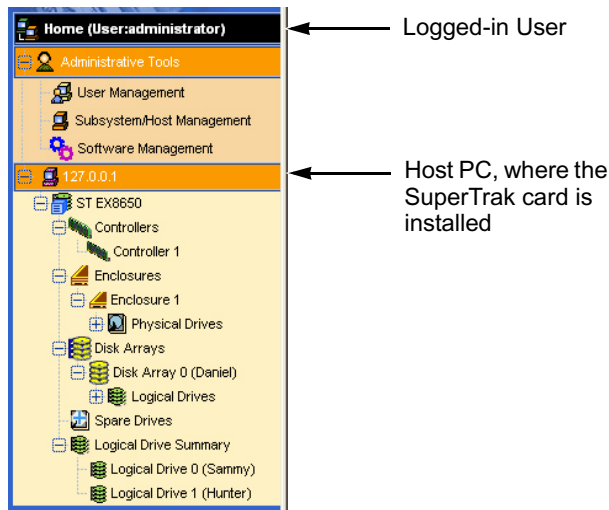 Home (User:administrator)
Logged-in User
Administrative Tools
User Management
Subsystem/Host Management
Software Management
127.0.0.1
Host PC, where the
SuperTrak card is
installed
ST EX8650
Controllers
Controller 1
Enclosures
Enclosure 1
Physical Drives
Disk Arrays
Disk Array 0 (Daniel)
Logical Drives
Spare Drives
Logical Drive Summary
Logical Drive 0 (Sammy)
Logical Drive 1 (Hunter)